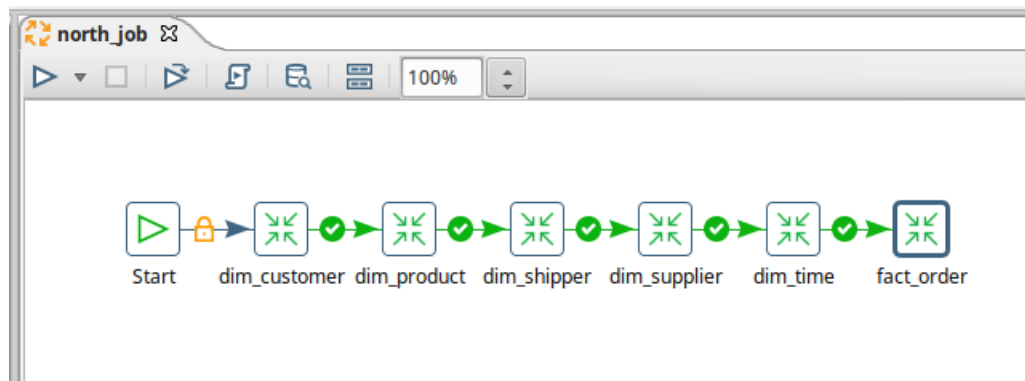 north_job
100%
Start
dim_customer
dim_product
dim_shipper
dim_supplier
dim_time
fact_order